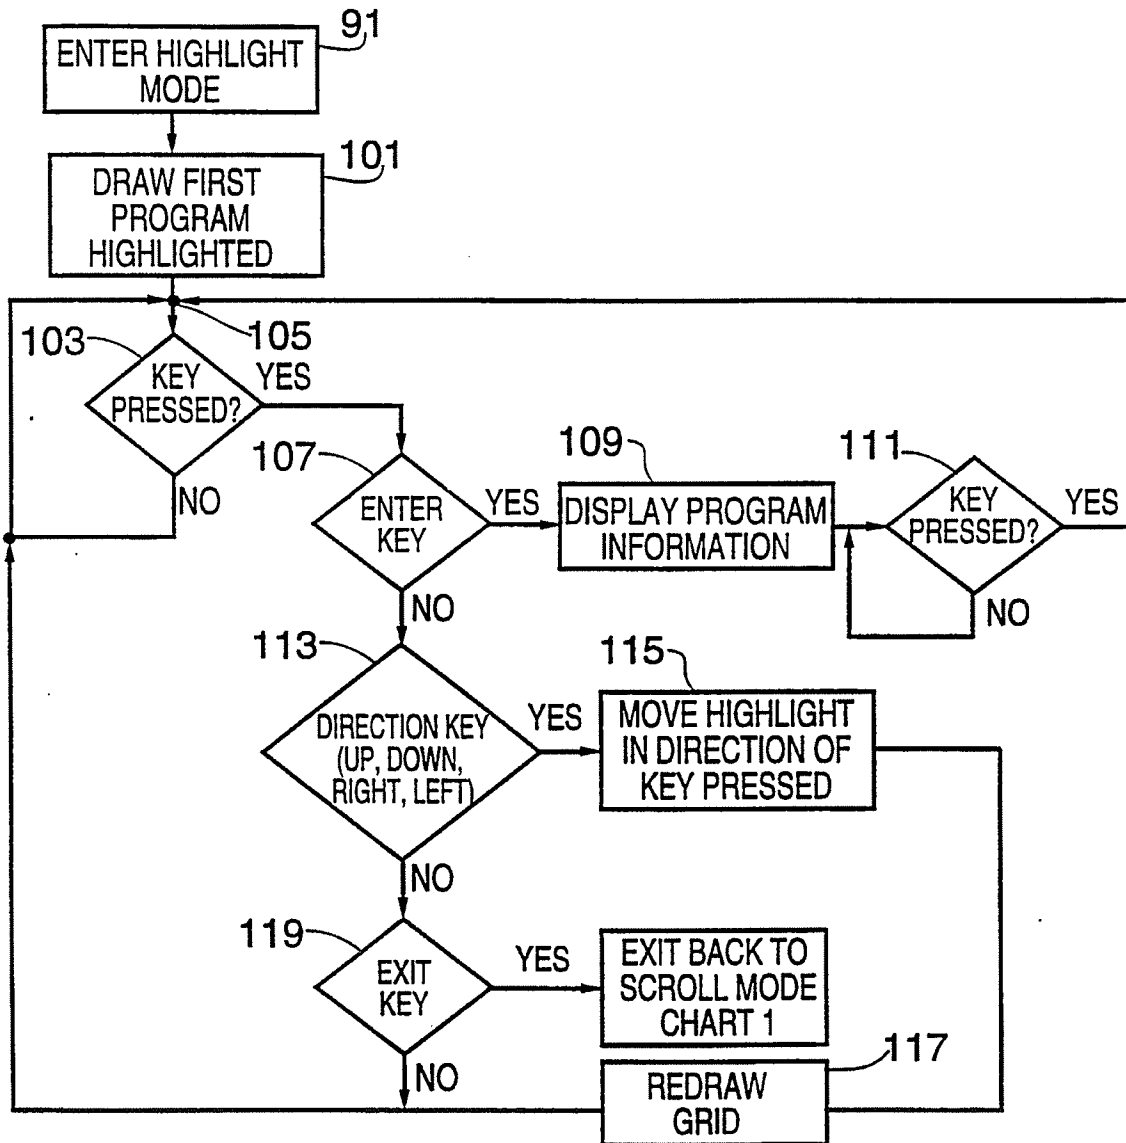 91
ENTER HIGHLIGHT
MODE
101
DRAW FIRST
PROGRAM
HIGHLIGHTED
105
103
KEY
PRESSED?
YES
NO
107
ENTER
KEY
YES
NO
109
DISPLAY PROGRAM
INFORMATION
111
KEY
PRESSED?
YES
NO
113
DIRECTION KEY
(UP, DOWN,
RIGHT, LEFT)
YES
NO
115
MOVE HIGHLIGHT
IN DIRECTION OF
KEY PRESSED
119
EXIT
KEY
YES
NO
EXIT BACK TO
SCROLL MODE
CHART 1
117
REDRAW
GRID